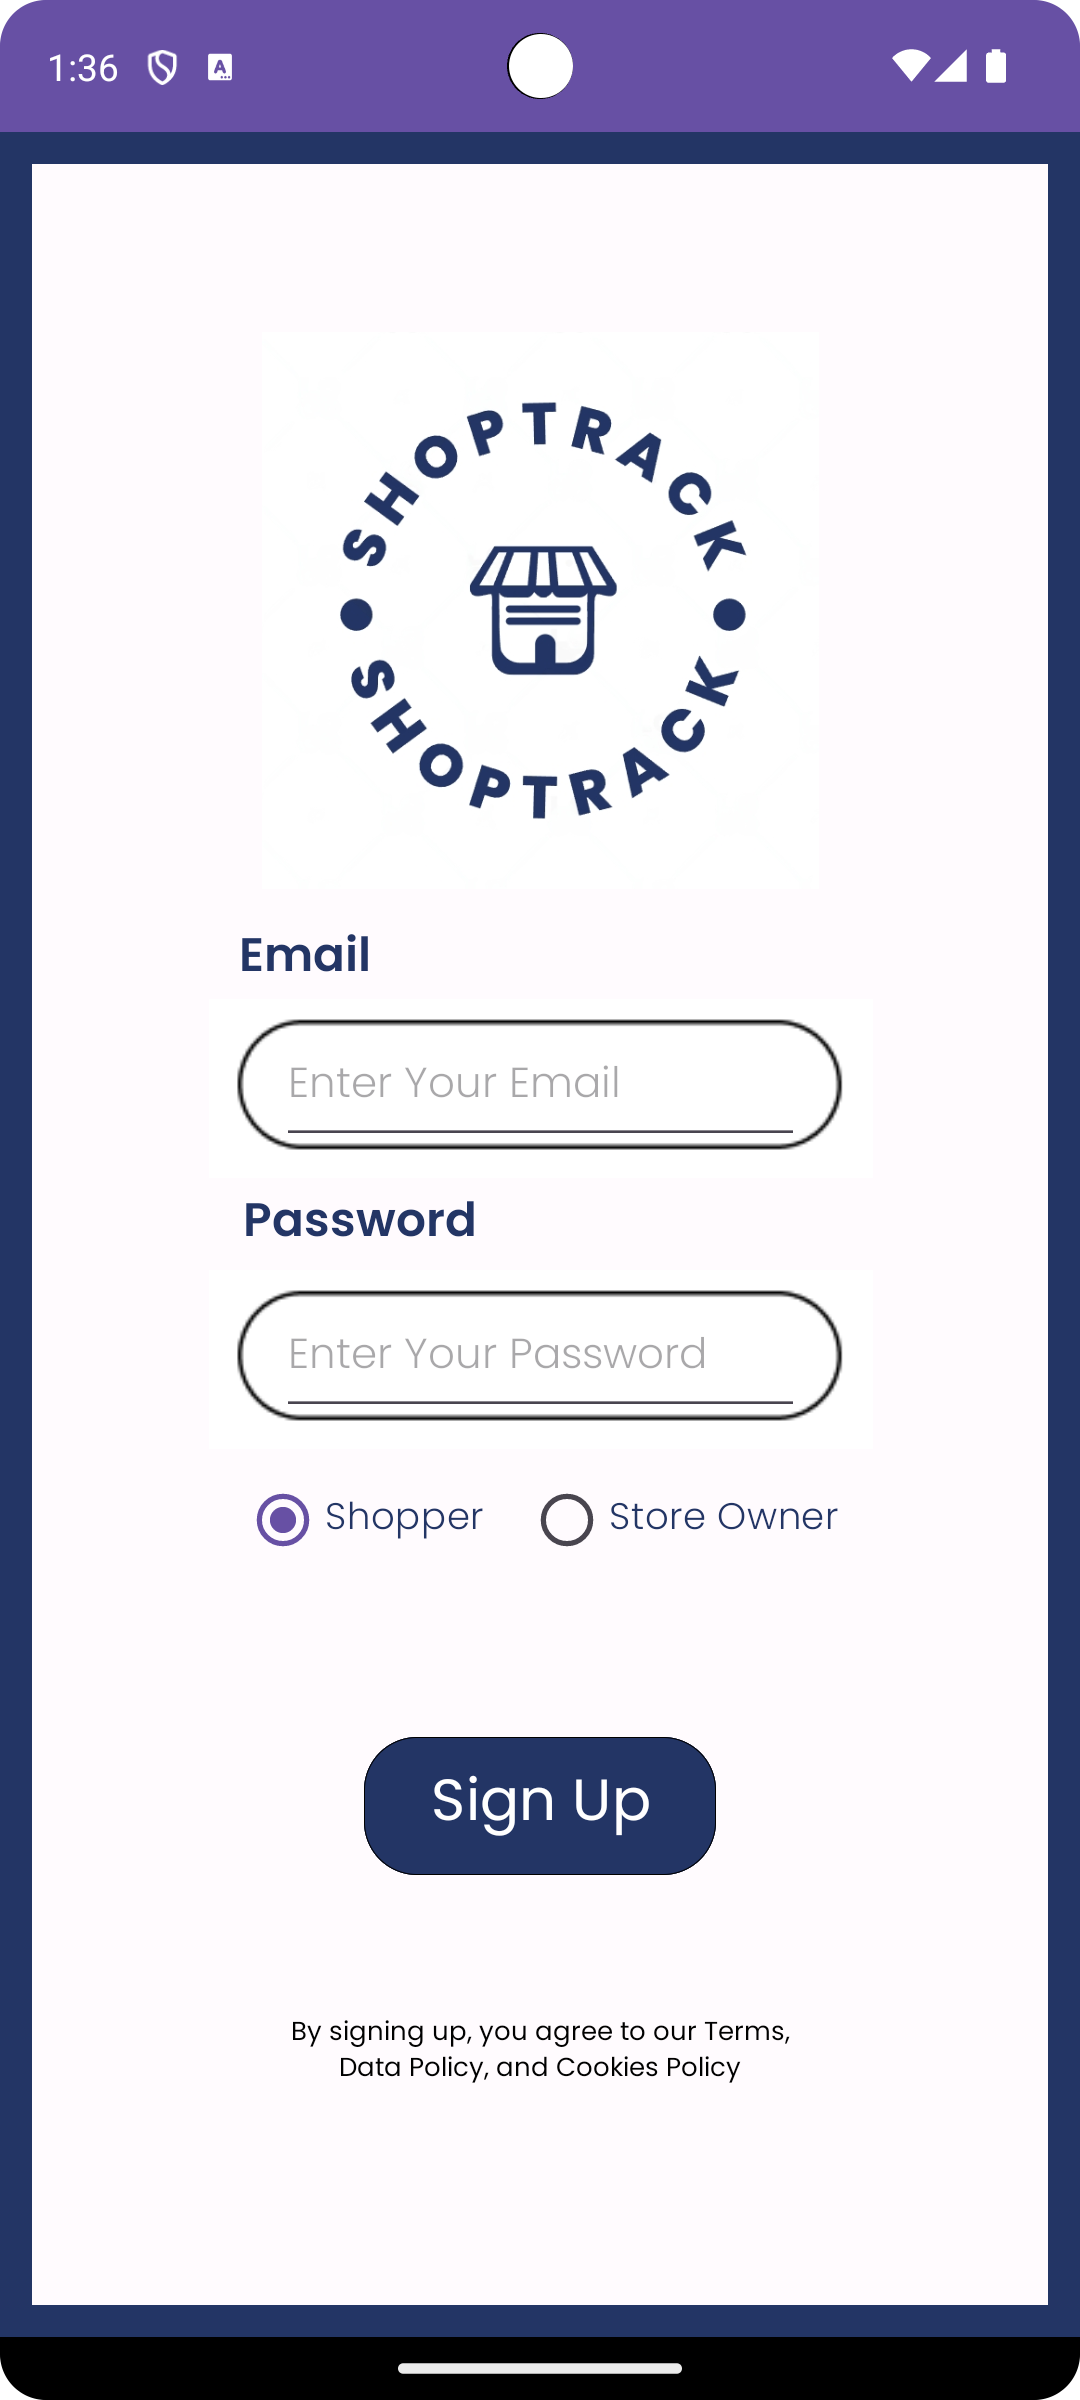 1:36
SHOPTRACK
SHOPTRACK
Email
Enter Your Email
Password
Enter Your Password
Shopper Store Owner
Sign Up
By signing up, you agree to our Terms,
Data Policy, and Cookies Policy